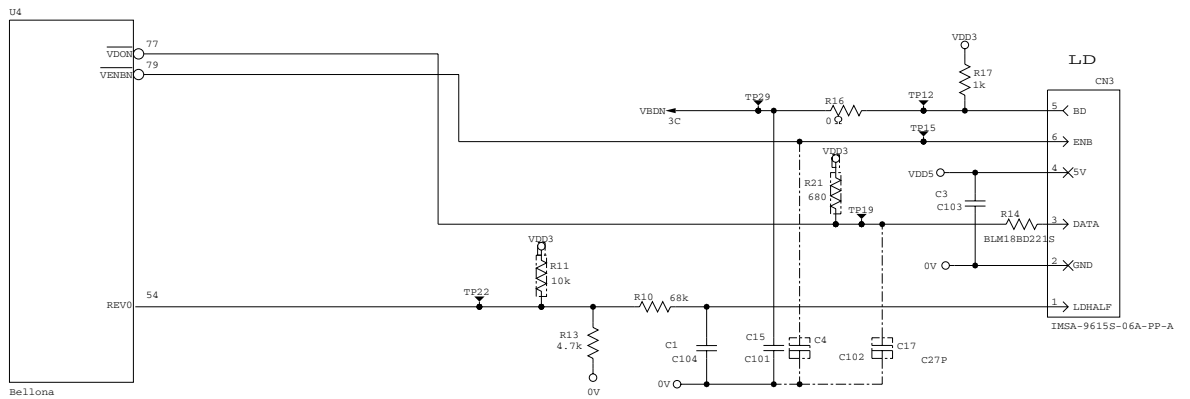 U4
VDON
77
VENBN
79
REV0
54
Bellona
VBDN
3C
TP29
R16
0Ω
TP12
VDD3
R17
1k
LD
CN3
5
BD
TP15
6
ENB
VDD3
R21
680
TP19
VDD5
4
5V
C3
C103
R14
BLM18BD221S
3
DATA
0V
2
GND
VDD3
R11
10k
TP22
R10
68k
1
LDHALF
IMSA-9615S-06A-PP-A
R13
4.7k
0V
C1
C104
C15
C101
C4
C102
C17
C27P
0V